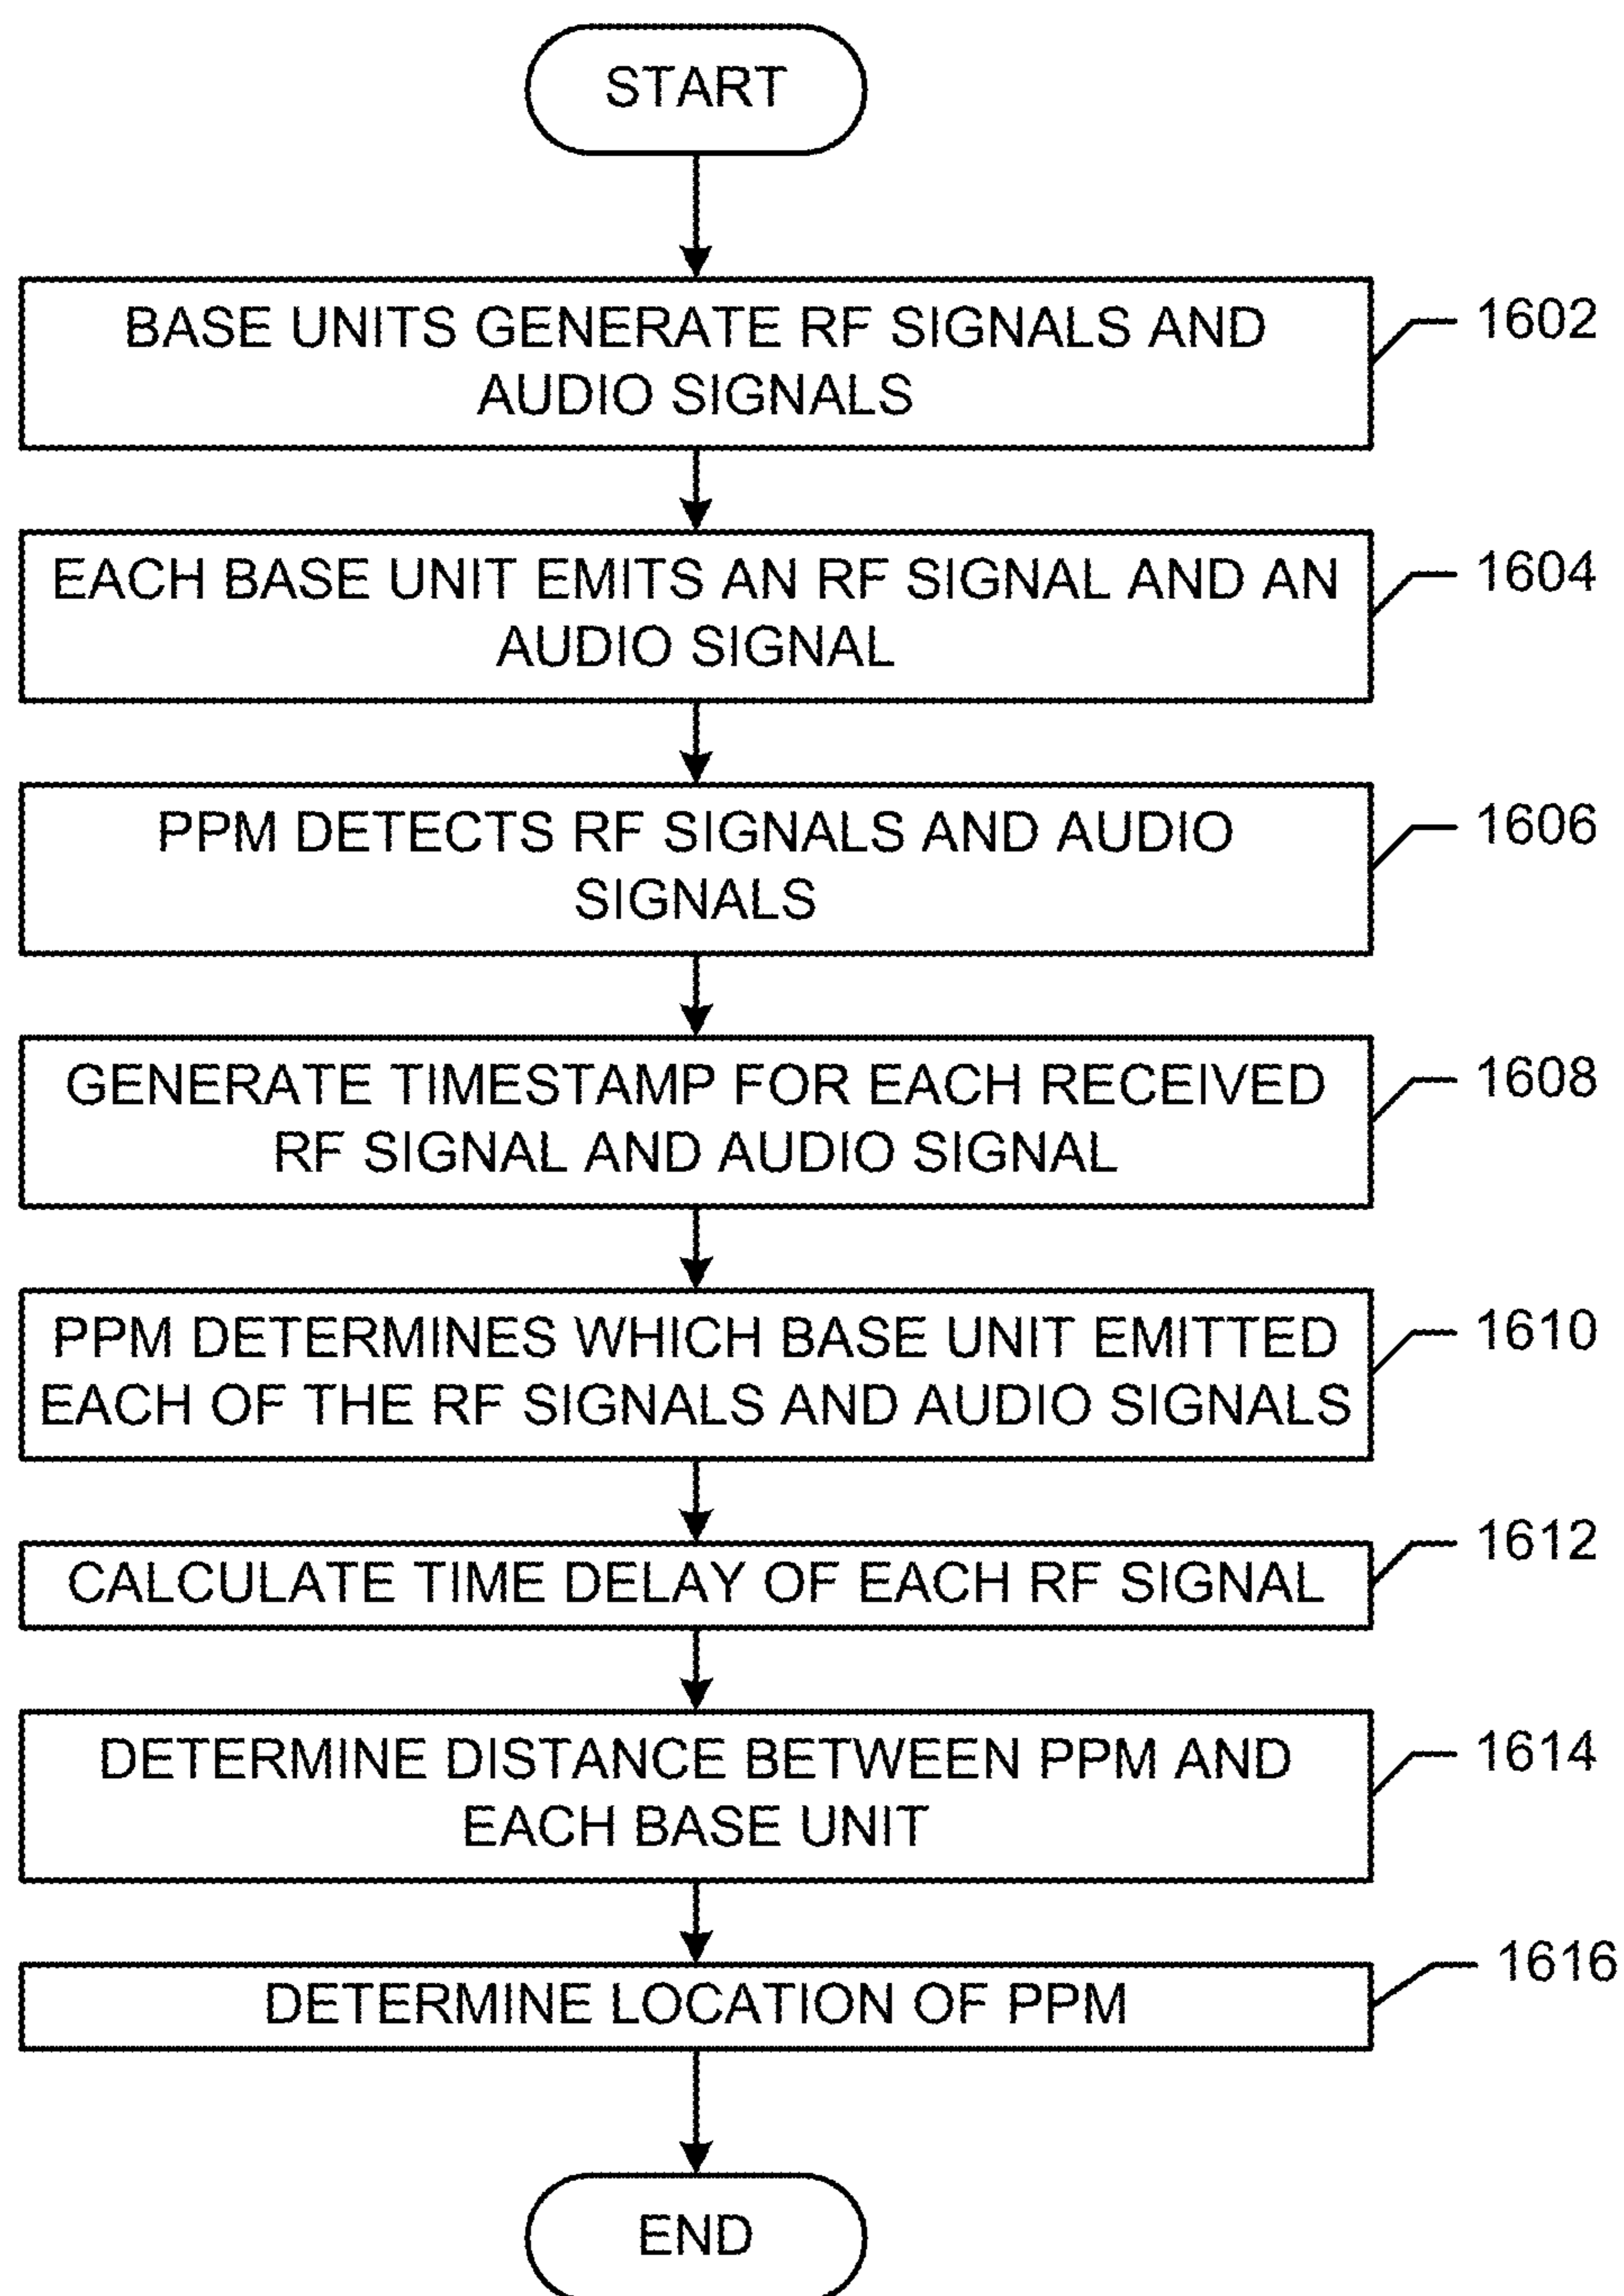 START
BASE UNITS GENERATE RF SIGNALS AND
AUDIO SIGNALS
1602
EACH BASE UNIT EMITS AN RF SIGNAL AND AN
AUDIO SIGNAL
1604
PPM DETECTS RF SIGNALS AND AUDIO
SIGNALS
1606
GENERATE TIMESTAMP FOR EACH RECEIVED
RF SIGNAL AND AUDIO SIGNAL
1608
PPM DETERMINES WHICH BASE UNIT EMITTED
EACH OF THE RF SIGNALS AND AUDIO SIGNALS
1610
CALCULATE TIME DELAY OF EACH RF SIGNAL
1612
DETERMINE DISTANCE BETWEEN PPM AND
EACH BASE UNIT
1614
DETERMINE LOCATION OF PPM
1616
END